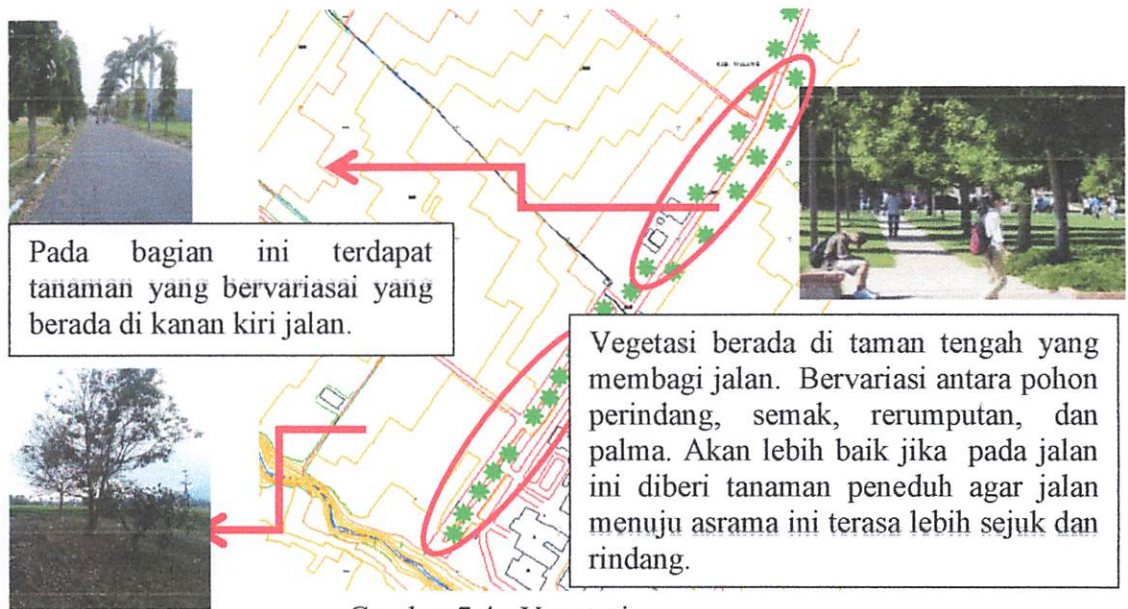 KAB. MALANG
Pada bagian ini terdapat
tanaman yang bervariasai yang
berada di kanan kiri jalan.
Vegetasi berada di taman tengah yang
membagi jalan. Bervariasi antara pohon
perindang, semak, rerumputan, dan
palma. Akan lebih baik jika pada jalan
ini diberi tanaman peneduh agar jalan
menuju asrama ini terasa lebih sejuk dan
rindang.